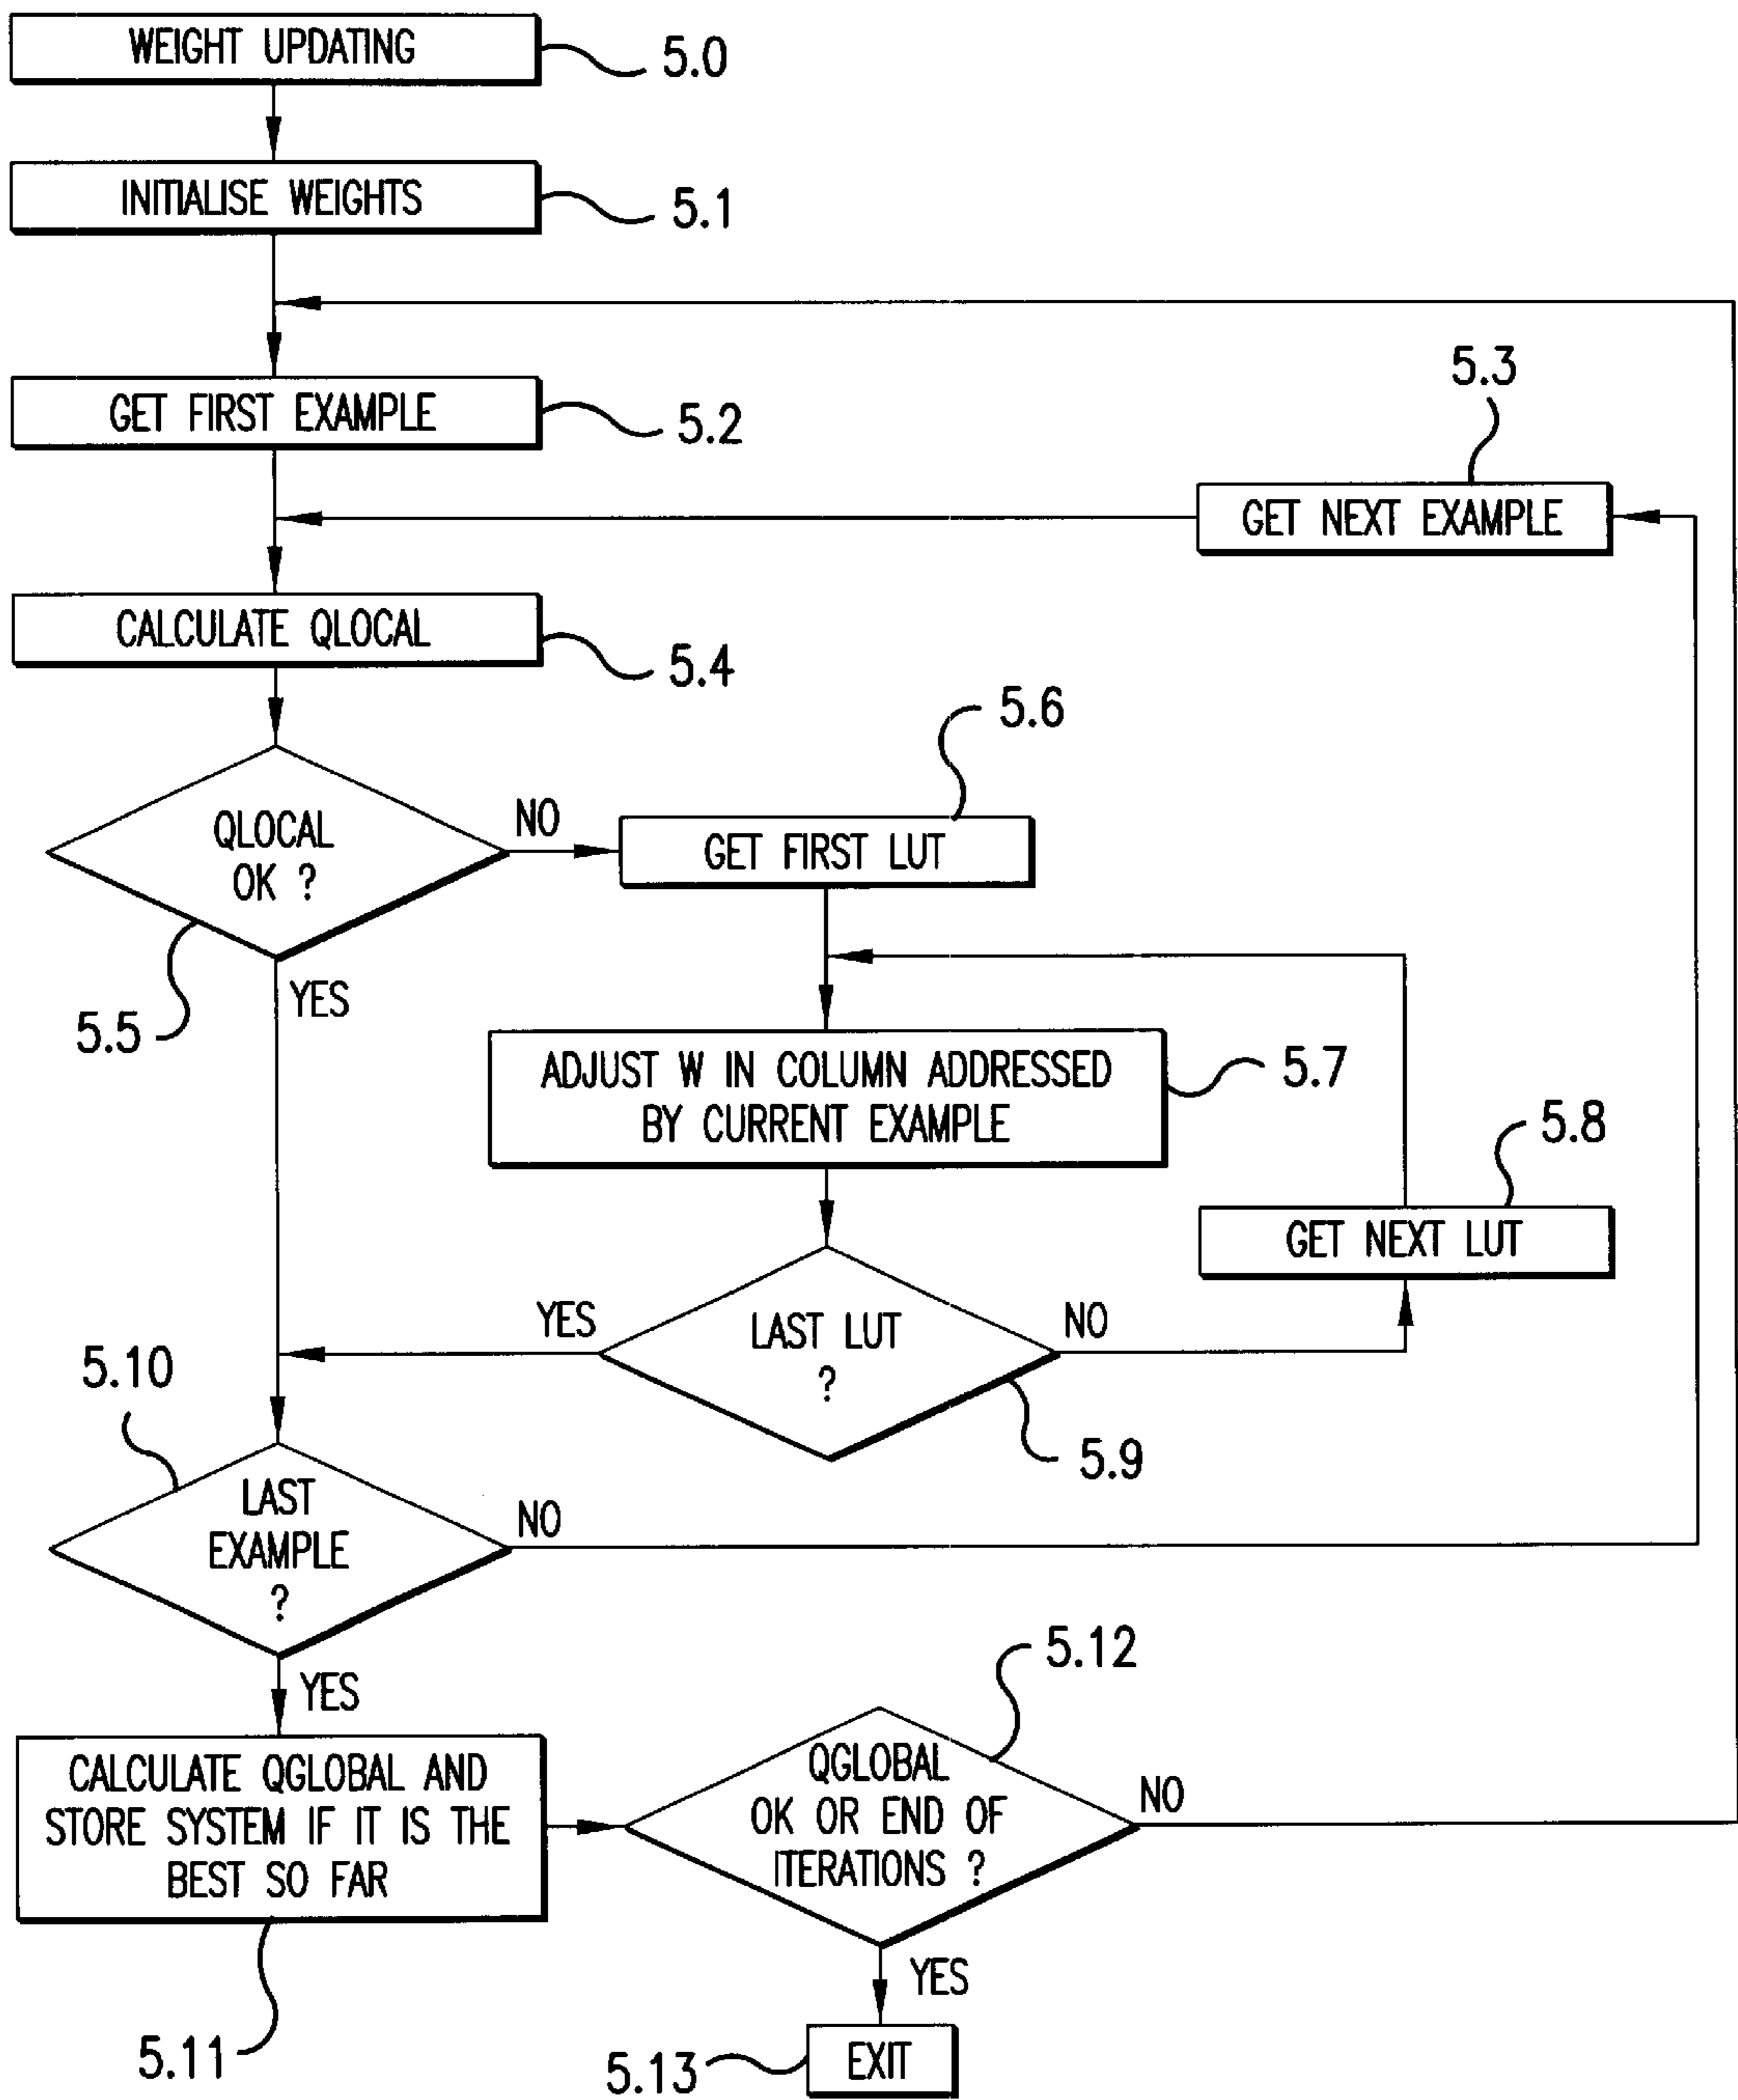 WEIGHT UPDATING
5.0
INITIALISE WEIGHTS
5.1
GET FIRST EXAMPLE
5.2
5.3
GET NEXT EXAMPLE
CALCULATE QLOCAL
5.4
5.6
QLOCAL
OK ?
NO
GET FIRST LUT
5.5
YES
ADJUST W IN COLUMN ADDRESSED
BY CURRENT EXAMPLE
5.7
5.8
GET NEXT LUT
YES
LAST LUT
?
NO
5.9
5.10
LAST
EXAMPLE
?
NO
YES
5.12
CALCULATE QGLOBAL AND
STORE SYSTEM IF IT IS THE
BEST SO FAR
5.11
QGLOBAL
OK OR END OF
ITERATIONS ?
NO
YES
5.13
EXIT